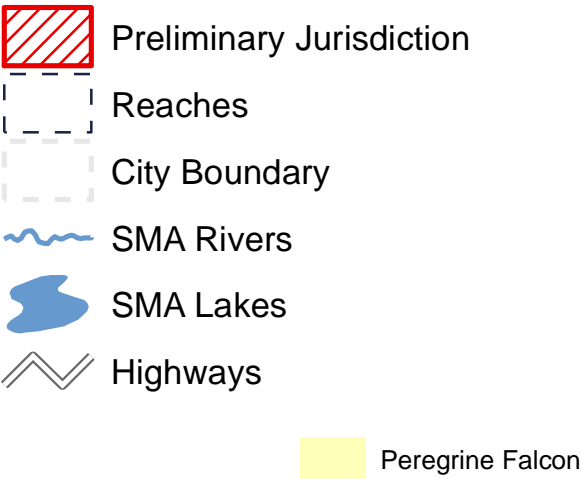 Preliminary Jurisdiction
Reaches
City Boundary
SMA Rivers
SMA Lakes
Highways
Peregrine Falcon